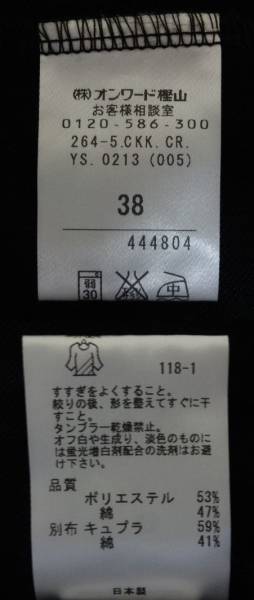 (株)オンワード樫山
お客様相談室
0120-586-300
264-5.CKK.CR.
YS.0213 (005)
38
444804
弱
30
中
118-1
すすぎをよくすること。
絞りの後、形を整えてすぐに干
すこと。
タンブラー乾燥禁止。
オフ白や生成り、淡色のものに
は蛍光増白剤配合の洗剤はお避
け下さい。
品質
ポリエステル 53%
綿 47%
別布 キュプラ 59%
綿 41%
日本製